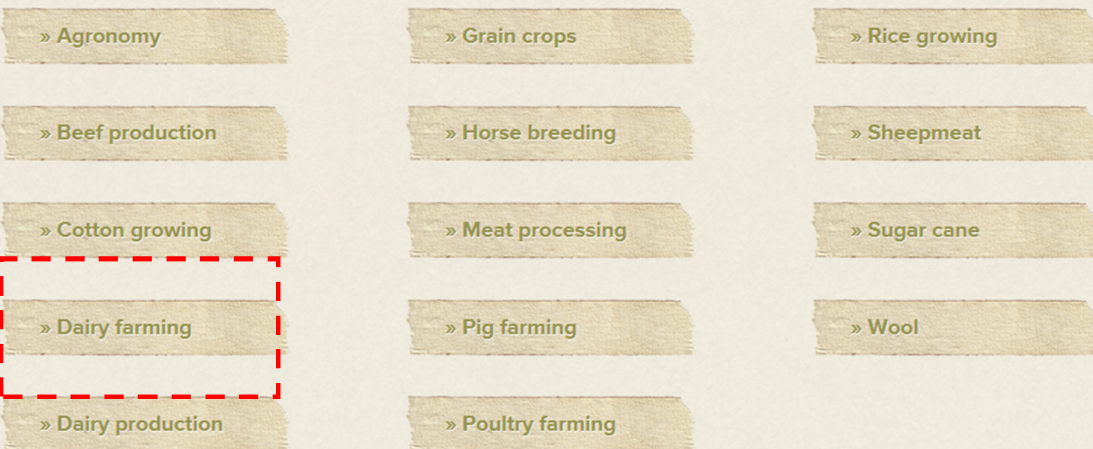 » Agronomy
» Beef production
» Cotton growing
» Dairy farming
» Dairy production
» Grain crops
» Horse breeding
» Meat processing
» Pig farming
» Poultry farming
» Rice growing
» Sheepmeat
» Sugar cane
» Wool